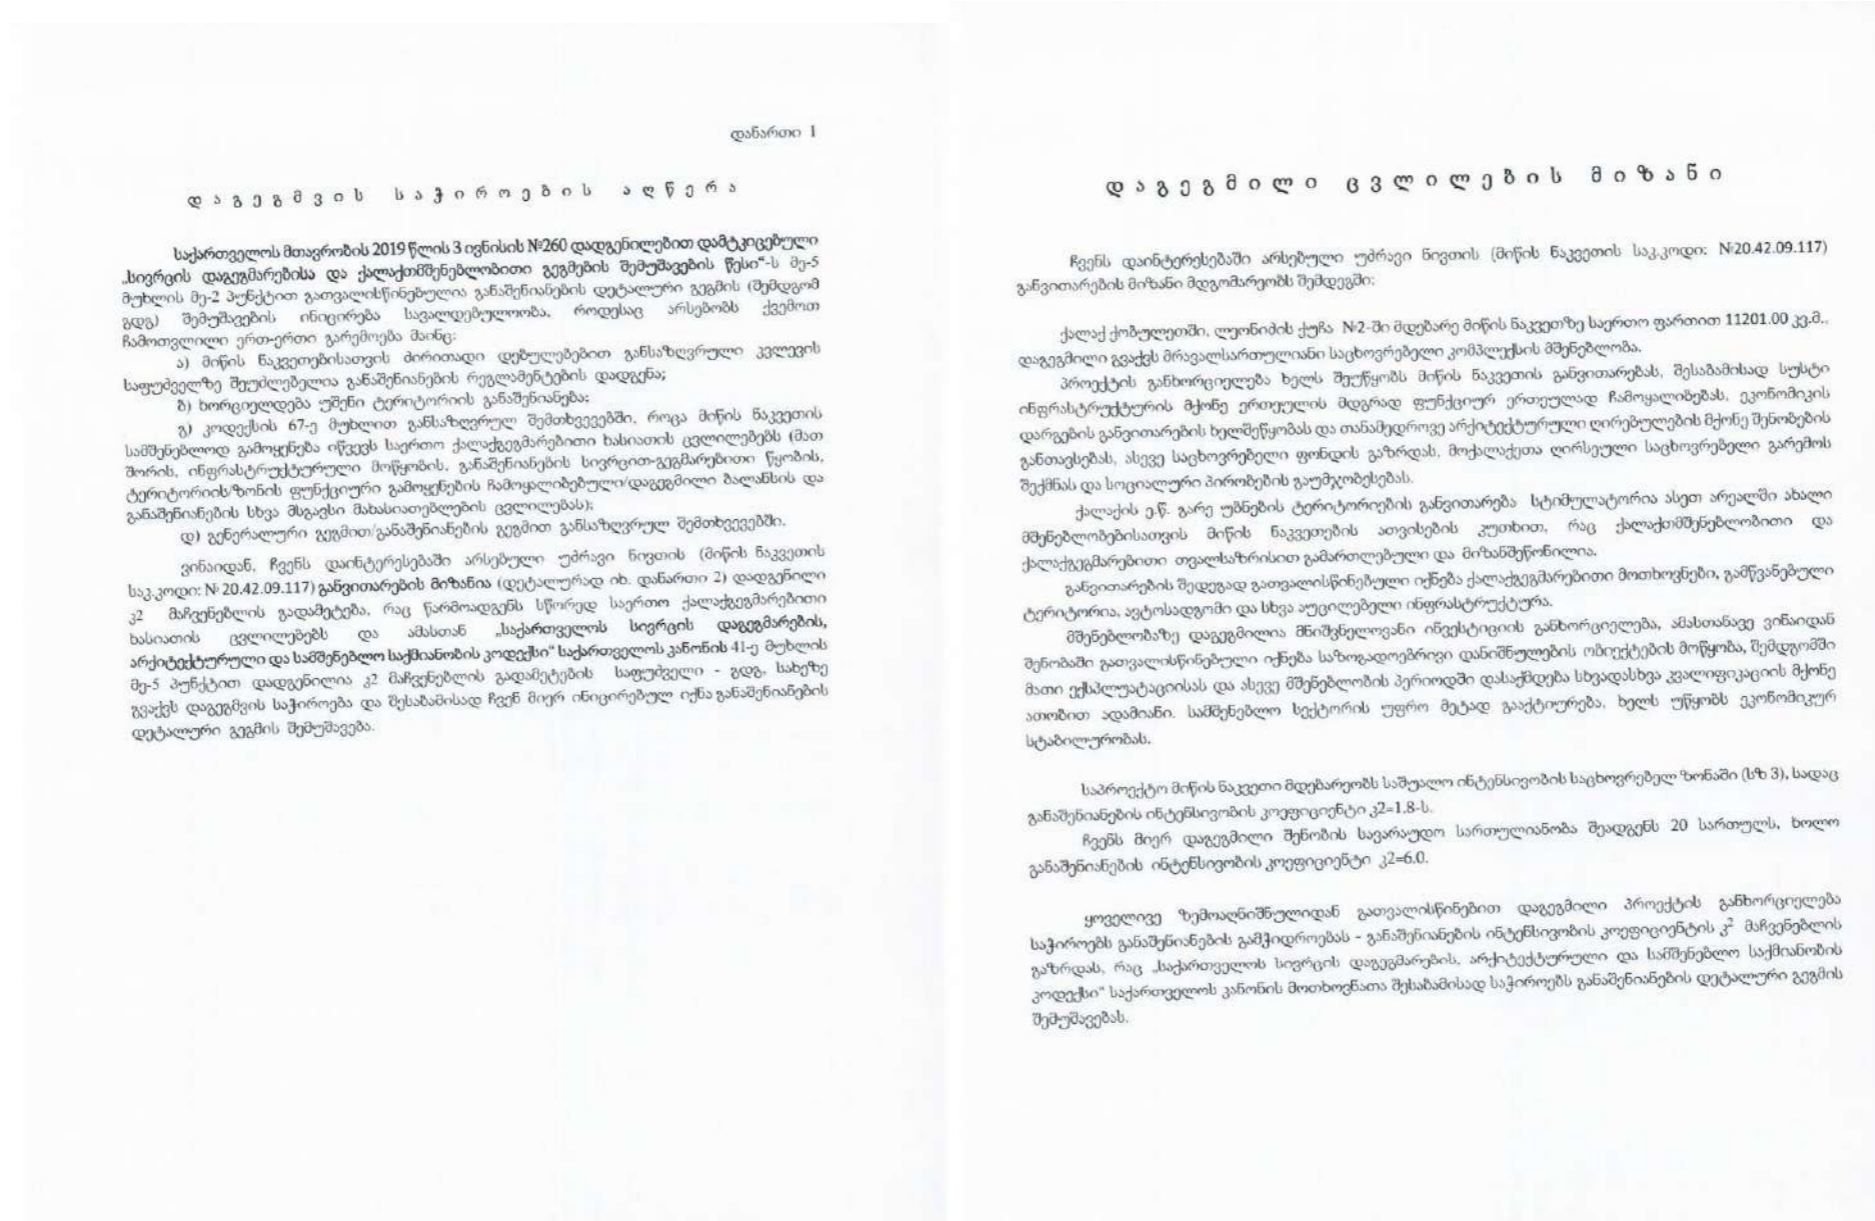 დანართი 1
დაგეგმვის საჭიროების აღწერა
საქართველოს მთავრობის 2019 წლის 3 ივნისის №260 დადგენილებით დამტკიცებული
„სივრცის დაგეგმარებისა და ქალაქთმშენებლობითი გეგმების შემუშავების წესი“-ს მე-5
მუხლის მე-2 პუნქტით გათვალისწინებულია განაშენიანების დეტალური გეგმის (შემდგომ
გდგ) შემუშავების ინიცირება სავალდებულოობა, როდესაც არსებობს ქვემოთ
ჩამოთვლილი ერთ-ერთი გარემოება მაინც:
ა) მიწის ნაკვეთებისათვის ძირითადი დებულებებით განსაზღვრული კვლევის
საფუძველზე შეუძლებელია განაშენიანების რეგლამენტების დადგენა;
ბ) ხორციელდება უშენი ტერიტორიის განაშენიანება;
გ) კოდექსის 67-ე მუხლით განსაზღვრულ შემთხვევებში, როცა მიწის ნაკვეთის
სამშენებლოდ გამოყენება იწვევს საერთო ქალაქგეგმარებითი ხასიათის ცვლილებებს (მათ
შორის, ინფრასტრუქტურული მოწყობის, განაშენიანების სივრცით-გეგმარებითი წყობის,
ტერიტორიის/ზონის ფუნქციური გამოყენების ჩამოყალიბებული/დაგეგმილი ბალანსის და
განაშენიანების სხვა მსგავსი მახასიათებლების ცვლილებას);
დ) გენერალური გეგმით/განაშენიანების გეგმით განსაზღვრულ შემთხვევებში.
ვინაიდან, ჩვენს დაინტერესებაში არსებული უძრავი ნივთის (მიწის ნაკვეთის
საკ.კოდი: № 20.42.09.117) განვითარების მიზანია (დეტალურად იხ. დანართი 2) დადგენილი
კ2 მაჩვენებლის გადამეტება, რაც წარმოადგენს სწორედ საერთო ქალაქგეგმარებითი
ხასიათის ცვლილებებს და ამასთან „საქართველოს სივრცის დაგეგმარების,
არქიტექტურული და სამშენებლო საქმიანობის კოდექსი“ საქართველოს კანონის 41-ე მუხლის
მე-5 პუნქტით დადგენილია კ2 მაჩვენებლის გადამეტების საფუძველი - გდგ, სახეზე
გვაქვს დაგეგმვის საჭიროება და შესაბამისად ჩვენ მიერ ინიცირებულ იქნა განაშენიანების
დეტალური გეგმის შემუშავება.
დაგეგმილი ცვლილების მიზანი
ჩვენს დაინტერესებაში არსებული უძრავი ნივთის (მიწის ნაკვეთის საკ.კოდი: №20.42.09.117)
განვითარების მიზანი მდგომარეობს შემდეგში:
ქალაქ ქობულეთში, ლეონიძის ქუჩა №2-ში მდებარე მიწის ნაკვეთზე საერთო ფართით 11201.00 კვ.მ.,
დაგეგმილი გვაქვს მრავალსართულიანი საცხოვრებელი კომპლექსის მშენებლობა.
პროექტის განხორციელება ხელს შეუწყობს მიწის ნაკვეთის განვითარებას, შესაბამისად სუსტი
ინფრასტრუქტურის მქონე ერთეულის მდგრად ფუნქციურ ერთეულად ჩამოყალიბებას, ეკონომიკის
დარგების განვითარების ხელშეწყობას და თანამედროვე არქიტექტურული ღირებულების მქონე შენობების
განთავსებას, ასევე საცხოვრებელი ფონდის გაზრდას, მოქალაქეთა ღირსეული საცხოვრებელი გარემოს
შექმნას და სოციალური პირობების გაუმჯობესებას.
ქალაქის ე.წ. გარე უბნების ტერიტორიების განვითარება სტიმულატორია ასეთ არეალში ახალი
მშენებლობებისათვის მიწის ნაკვეთების ათვისების კუთხით, რაც ქალაქთმშენებლობითი და
ქალაქგეგმარებითი თვალსაზრისით გამართლებული და მიზანშეწონილია.
განვითარების შედეგად გათვალისწინებული იქნება ქალაქგეგმარებითი მოთხოვნები, გამწვანებული
ტერიტორია, ავტოსადგომი და სხვა აუცილებელი ინფრასტრუქტურა.
მშენებლობაზე დაგეგმილია მნიშვნელოვანი ინვესტიციის განხორციელება, ამასთანავე ვინაიდან
შენობაში გათვალისწინებული იქნება საზოგადოებრივი დანიშნულების ობიექტების მოწყობა, შემდგომში
მათი ექსპლუატაციისას და ასევე მშენებლობის პერიოდში დასაქმდება სხვადასხვა კვალიფიკაციის მქონე
ათობით ადამიანი. სამშენებლო სექტორის უფრო მეტად გააქტიურება, ხელს უწყობს ეკონომიკურ
სტაბილურობას.
საპროექტო მიწის ნაკვეთი მდებარეობს საშუალო ინტენსივობის საცხოვრებელ ზონაში (სზ 3), სადაც
განაშენიანების ინტენსივობის კოეფიციენტი კ2=1.8-ს.
ჩვენს მიერ დაგეგმილი შენობის სავარაუდო სართულიანობა შეადგენს 20 სართულს, ხოლო
განაშენიანების ინტენსივობის კოეფიციენტი კ2=6.0.
ყოველივე ზემოაღნიშნულიდან გათვალისწინებით დაგეგმილი პროექტის განხორციელება
საჭიროებს განაშენიანების გამჭიდროებას - განაშენიანების ინტენსივობის კოეფიციენტის კ² მაჩვენებლის
გაზრდას, რაც „საქართველოს სივრცის დაგეგმარების, არქიტექტურული და სამშენებლო საქმიანობის
კოდექსი“ საქართველოს კანონის მოთხოვნათა შესაბამისად საჭიროებს განაშენიანების დეტალური გეგმის
შემუშავებას.